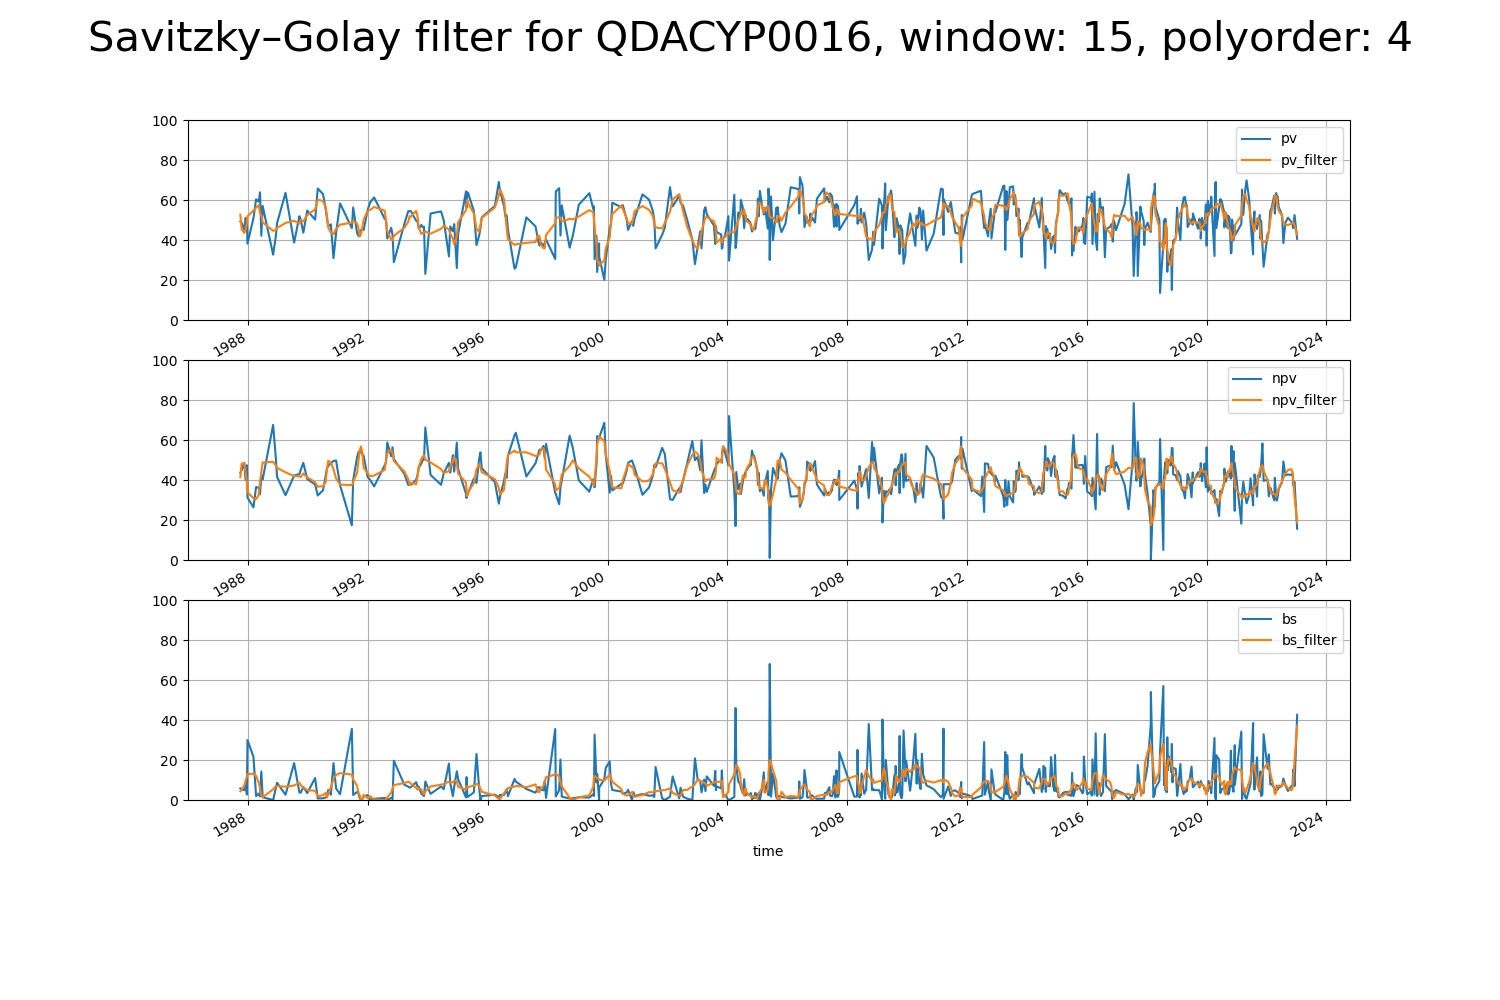 Savitzky–Golay filter for QDACYP0016, window: 15, polyorder: 4
100
80
60
40
20
0
pv
pv_filter
1988 1992 1996 2000 2004 2008 2012 2016 2020 2024
100
80
60
40
20
0
npv
npv_filter
1988 1992 1996 2000 2004 2008 2012 2016 2020 2024
100
80
60
40
20
0
bs
bs_filter
1988 1992 1996 2000 2004 2008 2012 2016 2020 2024
time